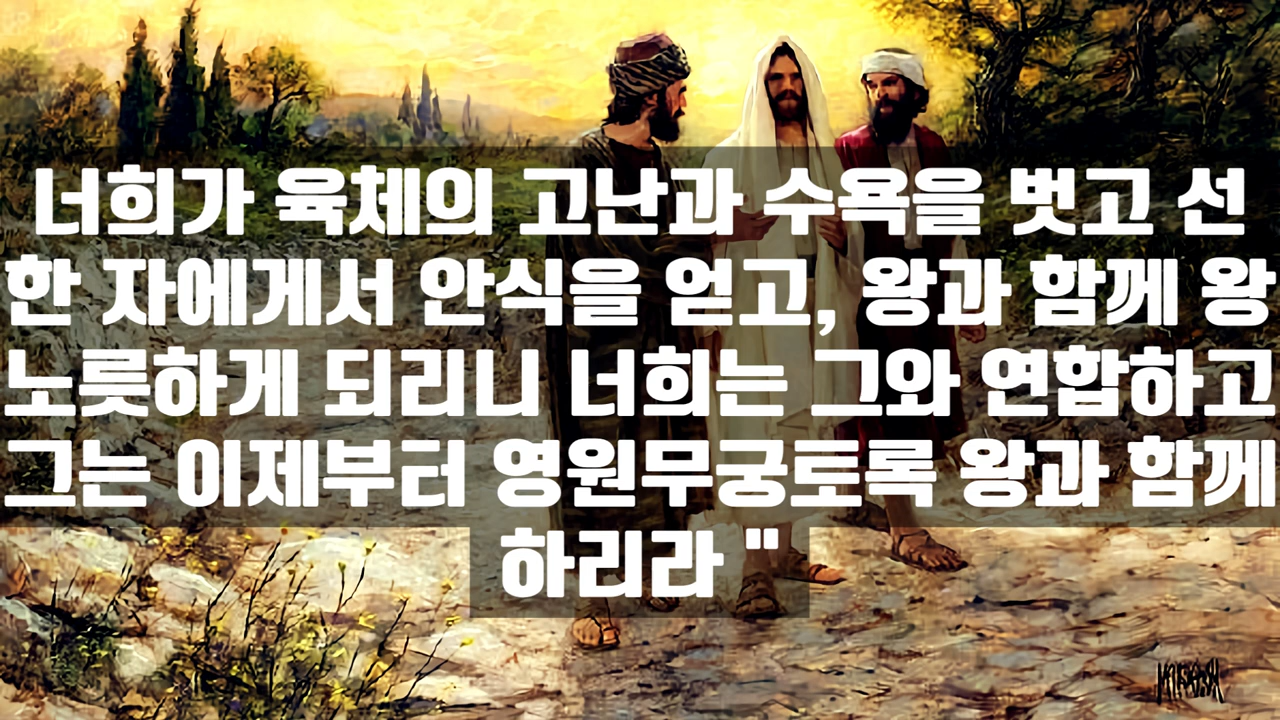 너희가 육체의 고난과 수욕을 벗고 선
한 자에게서 안식을 얻고, 왕과 함께 왕
노릇하게 되리니 너희는 그와 연합하고
그는 이제부터 영원무궁토록 왕과 함께
하리라 "